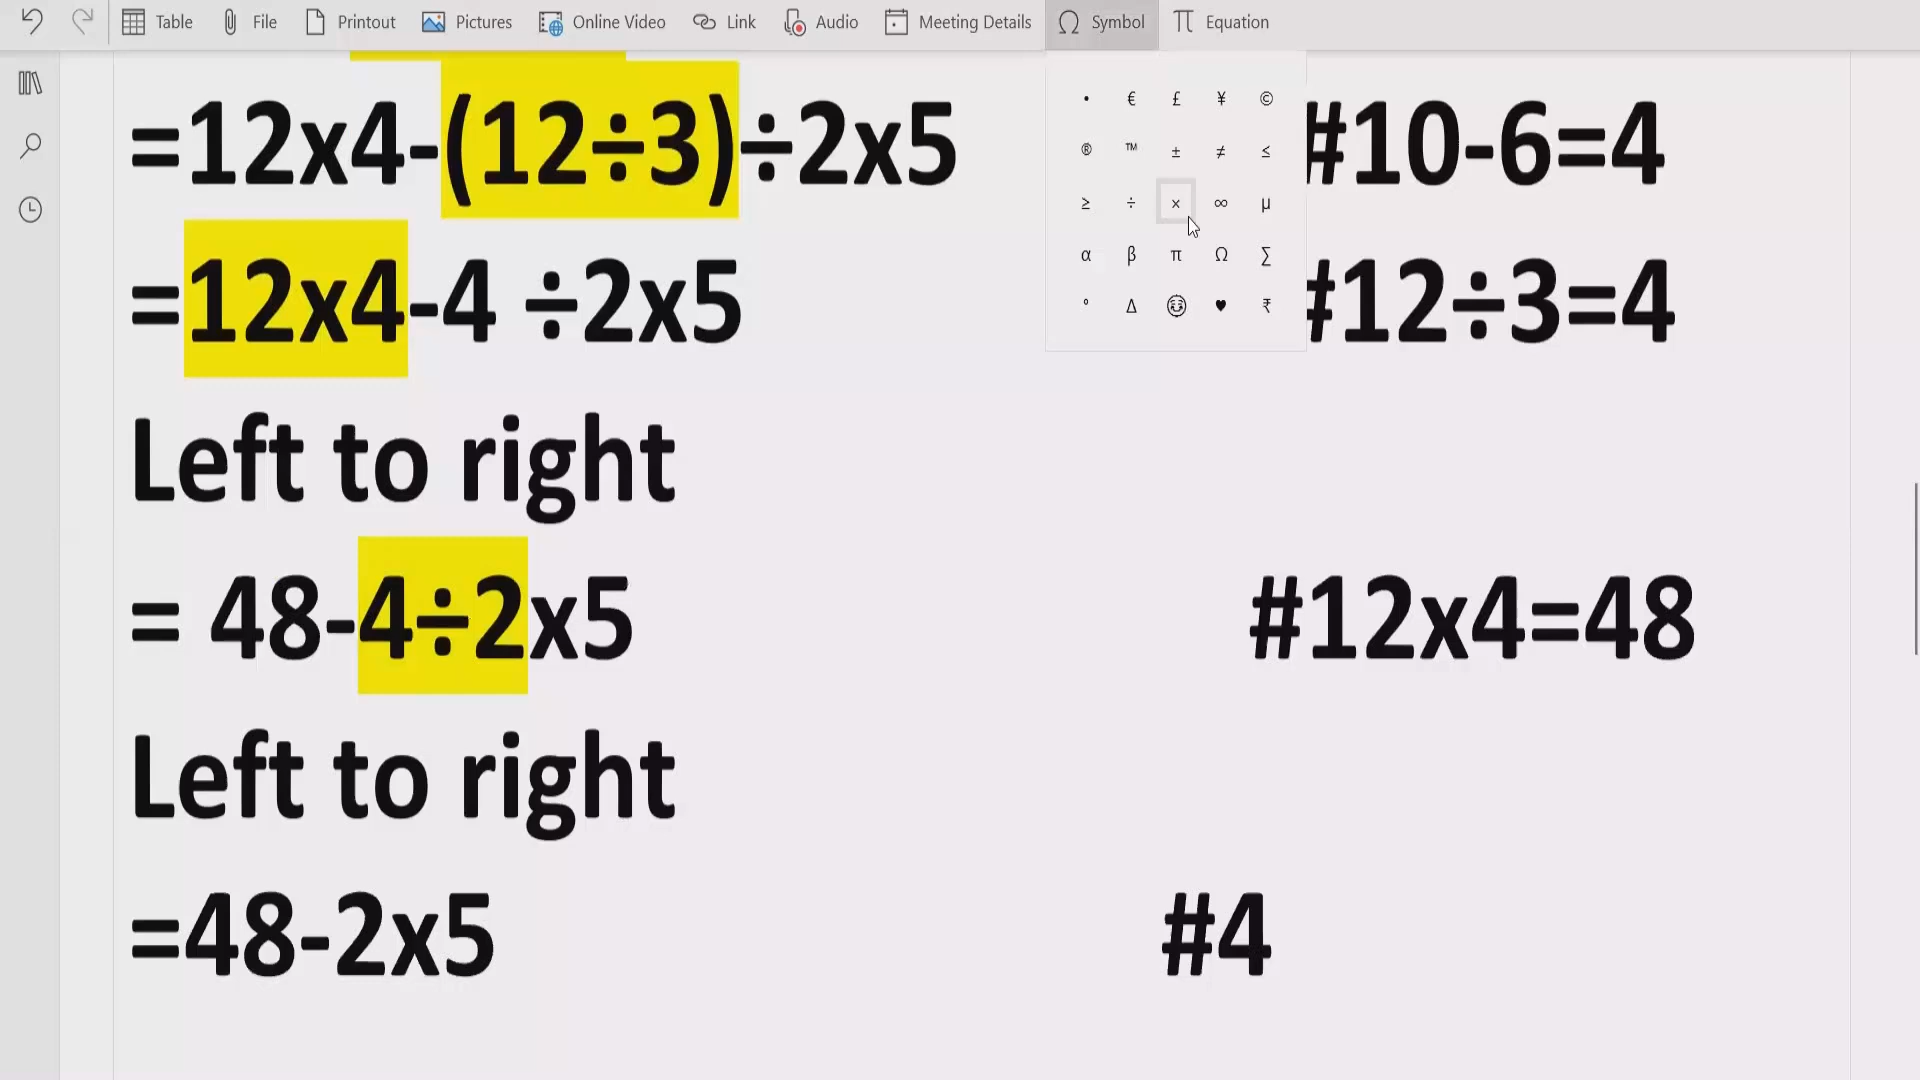 Table File Printout Pictures Online Video Link Audio Meeting Details Symbol Equation
• € £ ¥ ©
® ™ ± ≠ ≤
≥ ÷ × ∞ µ
α β π Ω ∑
° Δ ♥ ₹
=12x4-(12÷3)÷2x5 #10-6=4
=12x4-4 ÷2x5 #12÷3=4
Left to right
= 48-4÷2x5 #12x4=48
Left to right
=48-2x5 #4